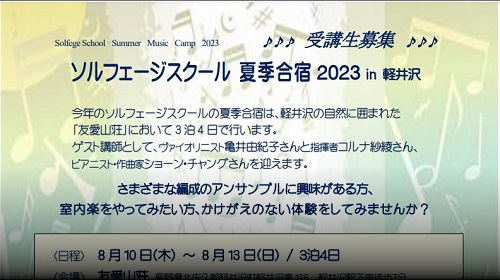 Solfege School Summer Music Camp 2023
♪♪♪ 受講生募集 ♪♪♪
ソルフェージスクール 夏季合宿 2023 in 軽井沢
今年のソルフェージスクールの夏季合宿は、軽井沢の自然に囲まれた
「友愛山荘」において3泊4日で行います。
ゲスト講師として、ヴァイオリニスト亀井由紀子さんと指揮者コルナ紗綾さん、
ピアニスト・作曲家ショーン・チャングさんを迎えます。
さまざまな編成のアンサンブルに興味がある方、
室内楽をやってみたい方、かけがえのない体験をしてみませんか?
〈日程〉 8月10日(木) ~ 8月13日(日) / 3泊4日
〈会場〉 友愛山荘